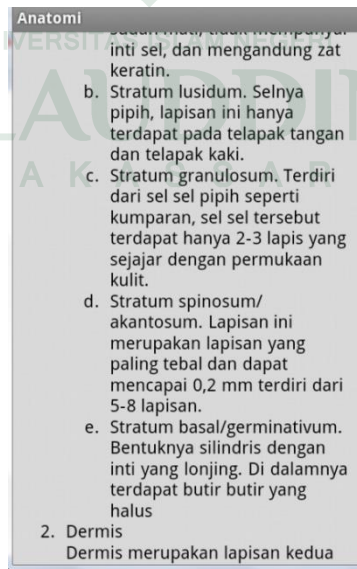 Anatomi
inti sel, dan mengandung zat
keratin.
b. Stratum lusidum. Selnya
pipih, lapisan ini hanya
terdapat pada telapak tangan
dan telapak kaki.
c. Stratum granulosum. Terdiri
dari sel sel pipih seperti
kumparan, sel sel tersebut
terdapat hanya 2-3 lapis yang
sejajar dengan permukaan
kulit.
d. Stratum spinosum/
akantosum. Lapisan ini
merupakan lapisan yang
paling tebal dan dapat
mencapai 0,2 mm terdiri dari
5-8 lapisan.
e. Stratum basal/germinativum.
Bentuknya silindris dengan
inti yang lonjing. Di dalamnya
terdapat butir butir yang
halus
2. Dermis
Dermis merupakan lapisan kedua